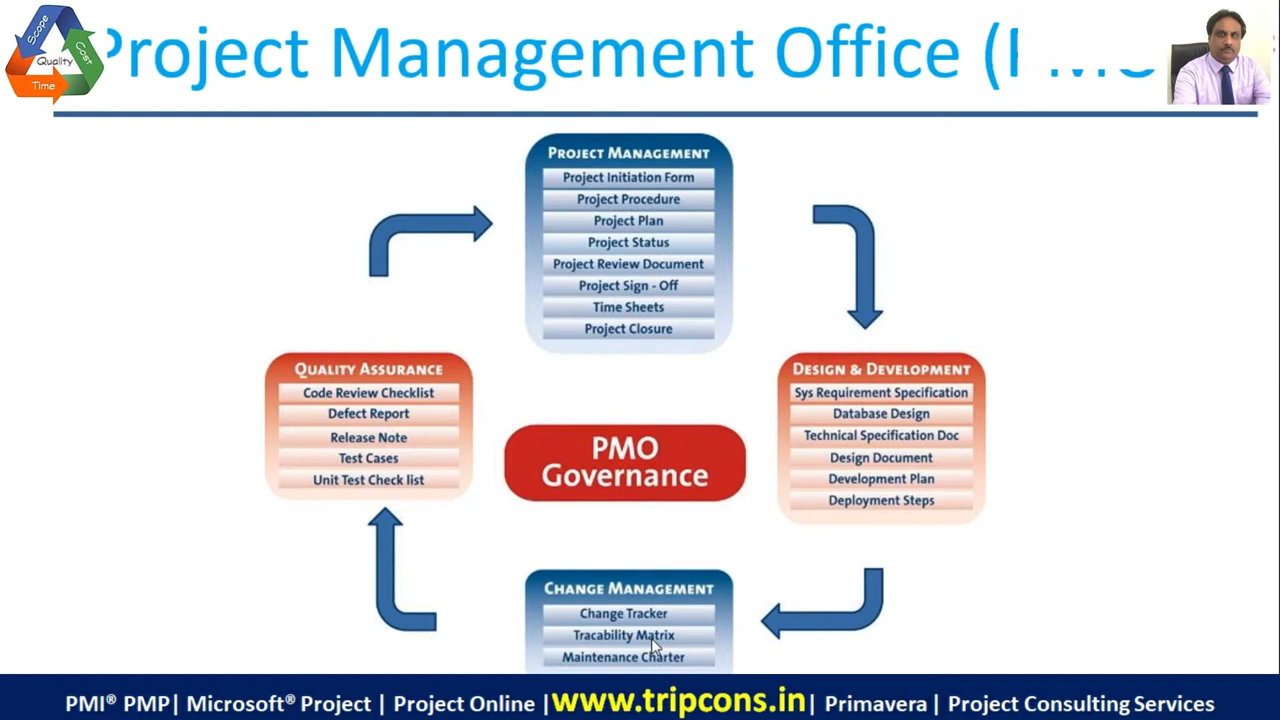 Scope
Cost
Quality
Time
Project Management Office (PMO
PROJECT MANAGEMENT
Project Initiation Form
Project Procedure
Project Plan
Project Status
Project Review Document
Project Sign - Off
Time Sheets
Project Closure
QUALITY ASSURANCE
Code Review Checklist
Defect Report
Release Note
Test Cases
Unit Test Check list
PMO
Governance
DESIGN & DEVELOPMENT
Sys Requirement Specification
Database Design
Technical Specification Doc
Design Document
Development Plan
Deployment Steps
CHANGE MANAGEMENT
Change Tracker
Tracability Matrix
Maintenance Charter
PMI® PMP| Microsoft® Project | Project Online |www.tripcons.in| Primavera | Project Consulting Services